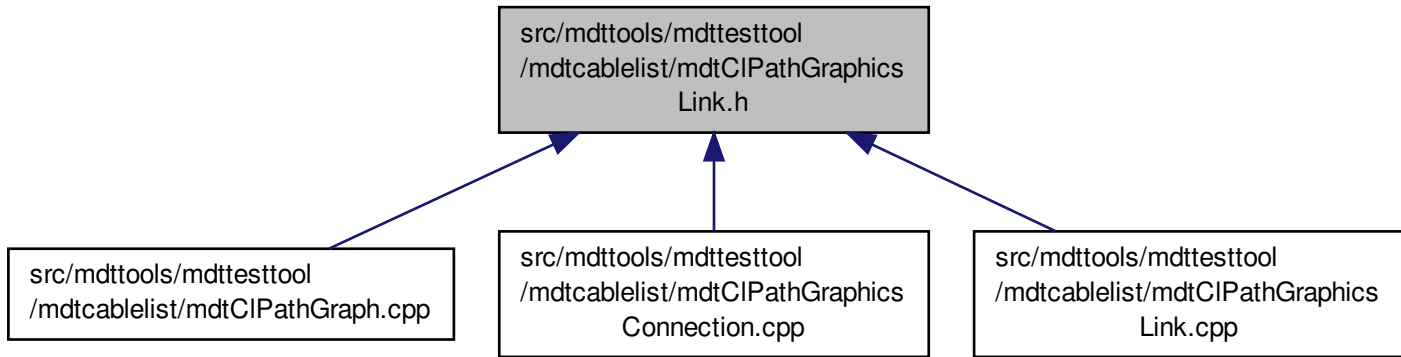 src/mdttools/mdttesttool
/mdtcablelist/mdtClPathGraphics
Link.h
src/mdttools/mdttesttool
/mdtcablelist/mdtClPathGraph.cpp
src/mdttools/mdttesttool
/mdtcablelist/mdtClPathGraphics
Connection.cpp
src/mdttools/mdttesttool
/mdtcablelist/mdtClPathGraphics
Link.cpp